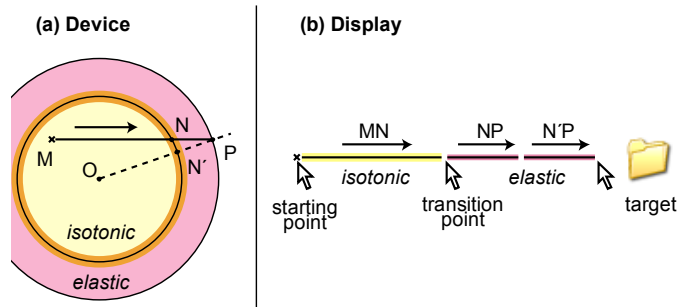 (a) Device
M
N
P
O
N´
isotonic
elastic
(b) Display
MN
NP
N´P
isotonic
elastic
starting
point
transition
point
target